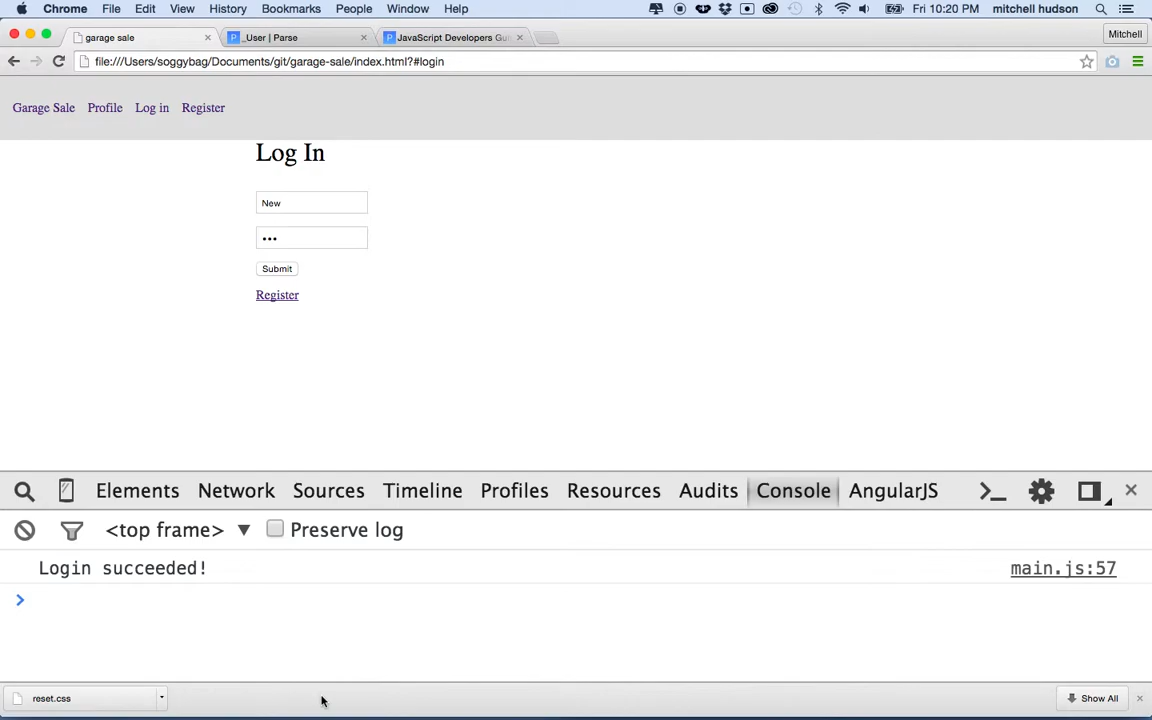 Chrome File Edit View History Bookmarks People Window Help Fri 10:20 PM mitchell hudson
garage sale _User | Parse JavaScript Developers Gu Mitchell
file:///Users/soggybag/Documents/git/garage-sale/index.html?#login
Garage Sale Profile Log in Register
Log In
New
•••
Submit
Register
Elements Network Sources Timeline Profiles Resources Audits Console AngularJS
<top frame> ▼ Preserve log
Login succeeded! main.js:57
reset.css Show All